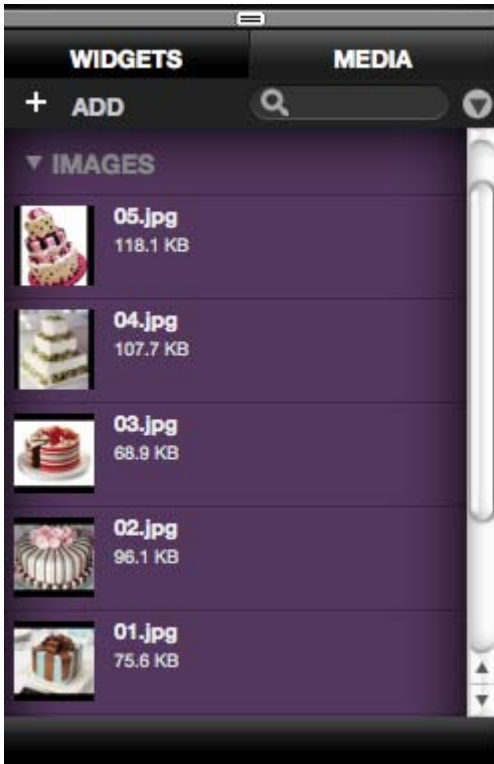 WIDGETS MEDIA
+ ADD
IMAGES
05.jpg
118.1 KB
04.jpg
107.7 KB
03.jpg
68.9 KB
02.jpg
96.1 KB
01.jpg
75.6 KB